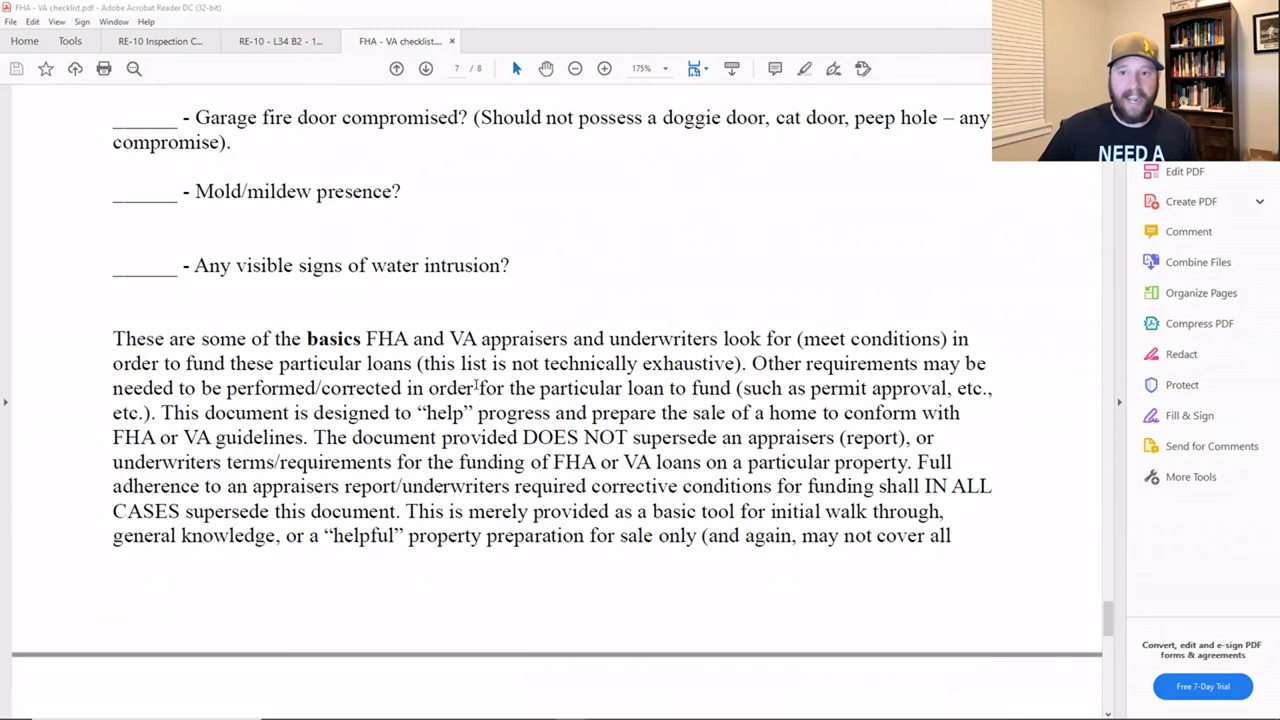 FHA - VA checklist.pdf - Adobe Acrobat Reader DC (32-bit)
File Edit View Sign Window Help
Home Tools RE-10 Inspection C... RE-10 - L34 - 1... FHA - VA checklist.... ×
7 / 8 175%
______ - Garage fire door compromised? (Should not possess a doggie door, cat door, peep hole – any
compromise).
______ - Mold/mildew presence?
______ - Any visible signs of water intrusion?
These are some of the basics FHA and VA appraisers and underwriters look for (meet conditions) in
order to fund these particular loans (this list is not technically exhaustive). Other requirements may be
needed to be performed/corrected in order for the particular loan to fund (such as permit approval, etc.,
etc.). This document is designed to “help” progress and prepare the sale of a home to conform with
FHA or VA guidelines. The document provided DOES NOT supersede an appraisers (report), or
underwriters terms/requirements for the funding of FHA or VA loans on a particular property. Full
adherence to an appraisers report/underwriters required corrective conditions for funding shall IN ALL
CASES supersede this document. This is merely provided as a basic tool for initial walk through,
general knowledge, or a “helpful” property preparation for sale only (and again, may not cover all
NEED A
Edit PDF
Create PDF
Comment
Combine Files
Organize Pages
Compress PDF
Redact
Protect
Fill & Sign
Send for Comments
More Tools
Convert, edit and e-sign PDF
forms & agreements
Free 7-Day Trial